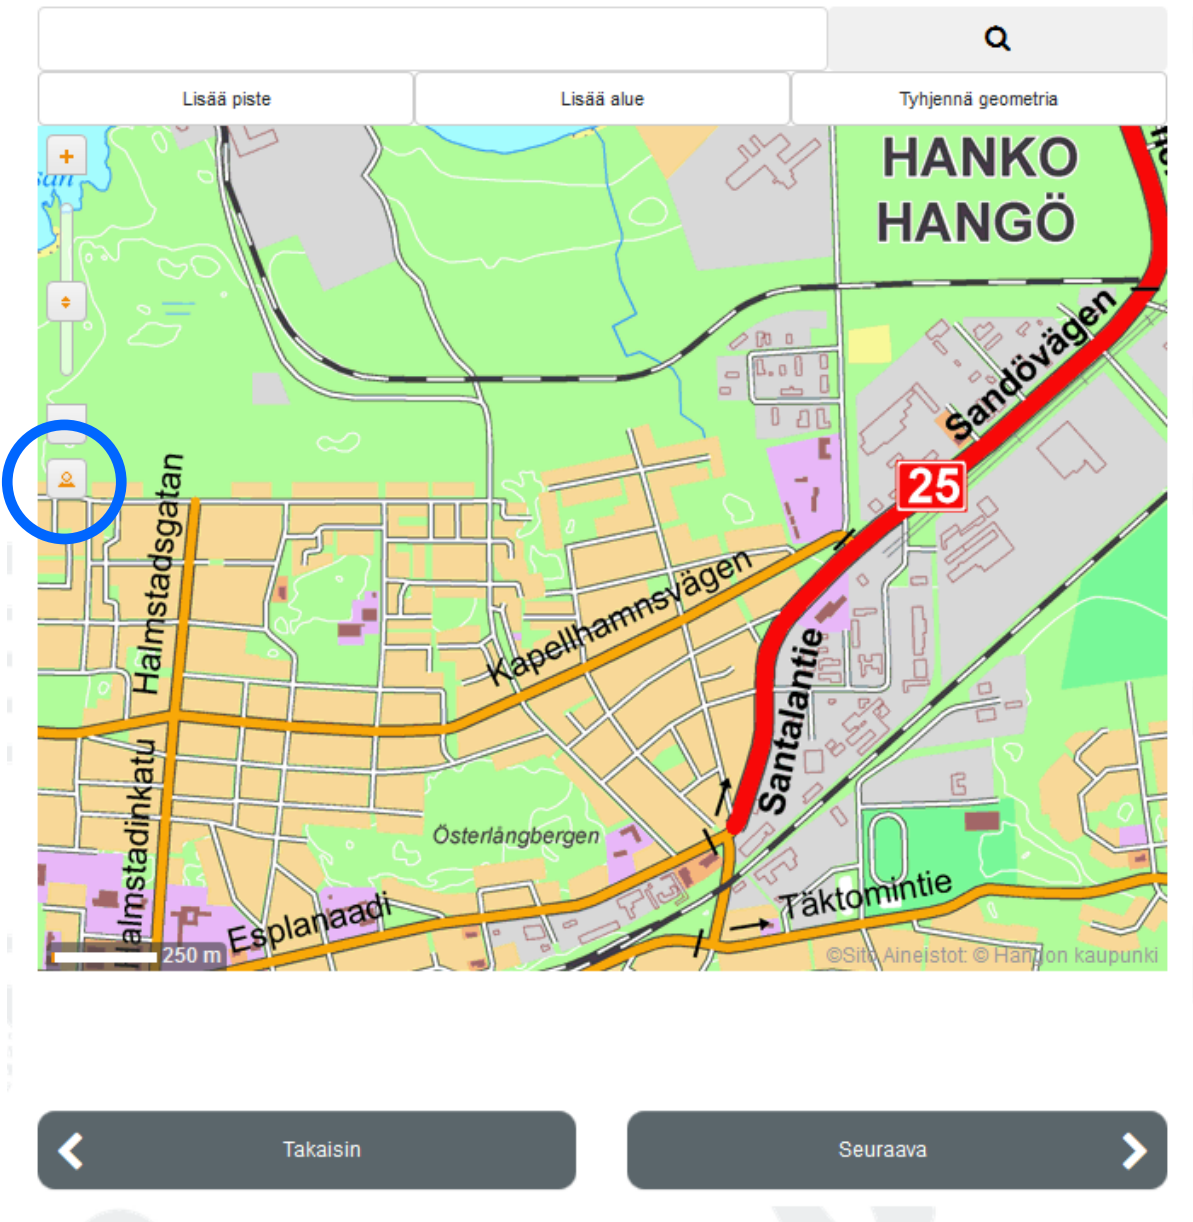 Lisää piste
Lisää alue
Tyhjennä geometria
HANKO
HANGÖ
Sandövägen
25
Halmstadsgatan
Kapellhamnsvägen
Santalantie
Halmstadinkatu
Österlångbergen
Esplanaadi
Täktomintie
250 m
©Sito Aineistot: © Hangon kaupunki
Takaisin
Seuraava